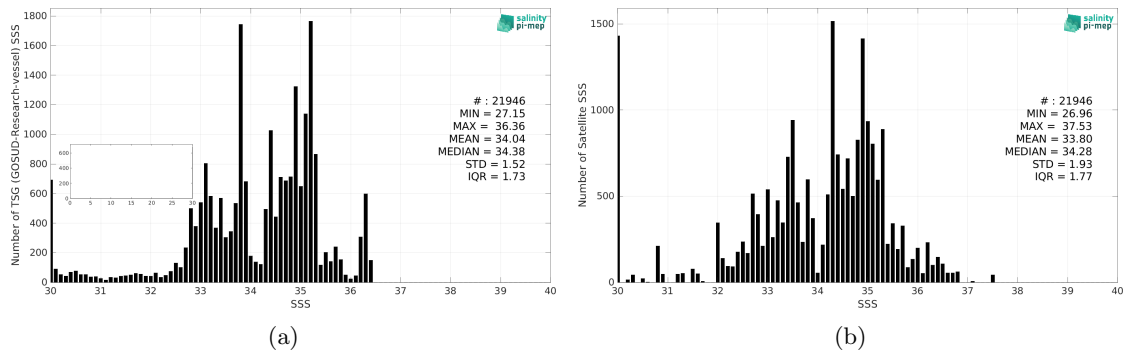 Number of TSG (GOSUD-Research-vessel) SSS
1800
1600
1400
1200
1000
800
600
400
200
0
600
400
200
0
0 5 10 15 20 25 30
salinity
pi-mep
# : 21946
MIN = 27.15
MAX = 36.36
MEAN = 34.04
MEDIAN = 34.38
STD = 1.52
IQR = 1.73
30 31 32 33 34 35 36 37 38 39 40
SSS
(a)
Number of Satellite SSS
1500
1000
500
0
salinity
pi-mep
# : 21946
MIN = 26.96
MAX = 37.53
MEAN = 33.80
MEDIAN = 34.28
STD = 1.93
IQR = 1.77
30 31 32 33 34 35 36 37 38 39 40
SSS
(b)